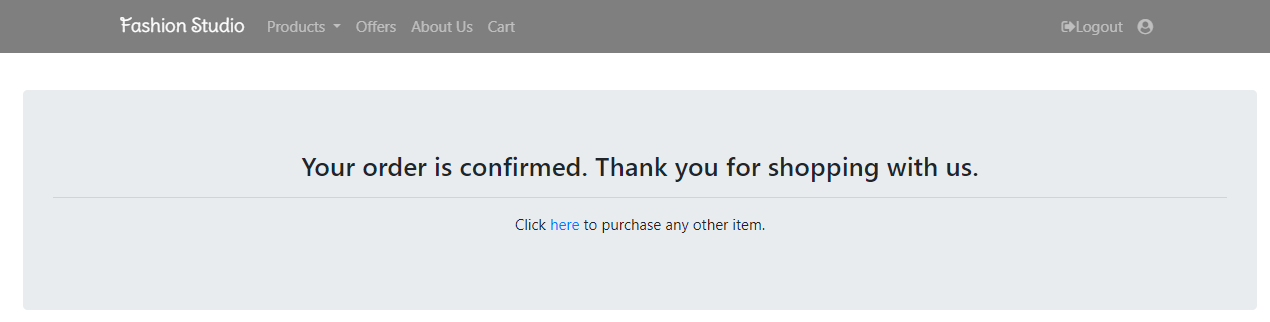 Fashion Studio Products Offers About Us Cart Logout
Your order is confirmed. Thank you for shopping with us.
Click here to purchase any other item.